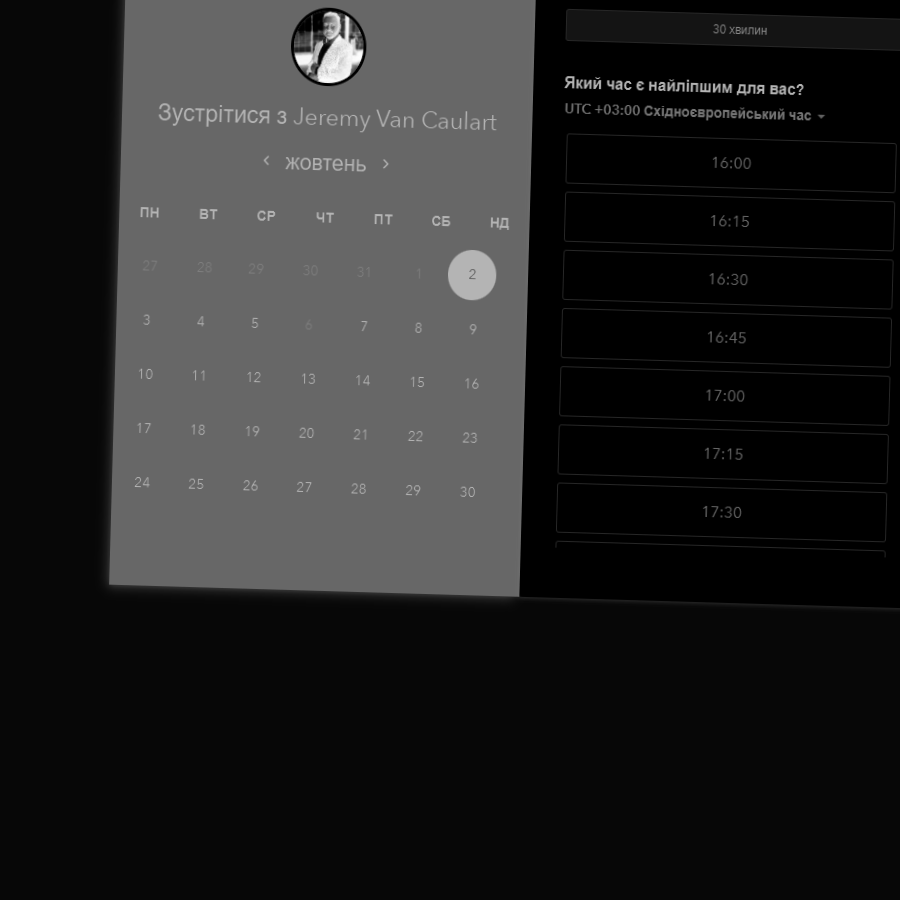 Зустрітися з Jeremy Van Caulart
жовтень
ПН ВТ СР ЧТ ПТ СБ НД
27 28 29 30 31 1 2
3 4 5 6 7 8 9
10 11 12 13 14 15 16
17 18 19 20 21 22 23
24 25 26 27 28 29 30
30 хвилин
Який час є найліпшим для вас?
UTC +03:00 Східноєвропейський час
16:00
16:15
16:30
16:45
17:00
17:15
17:30